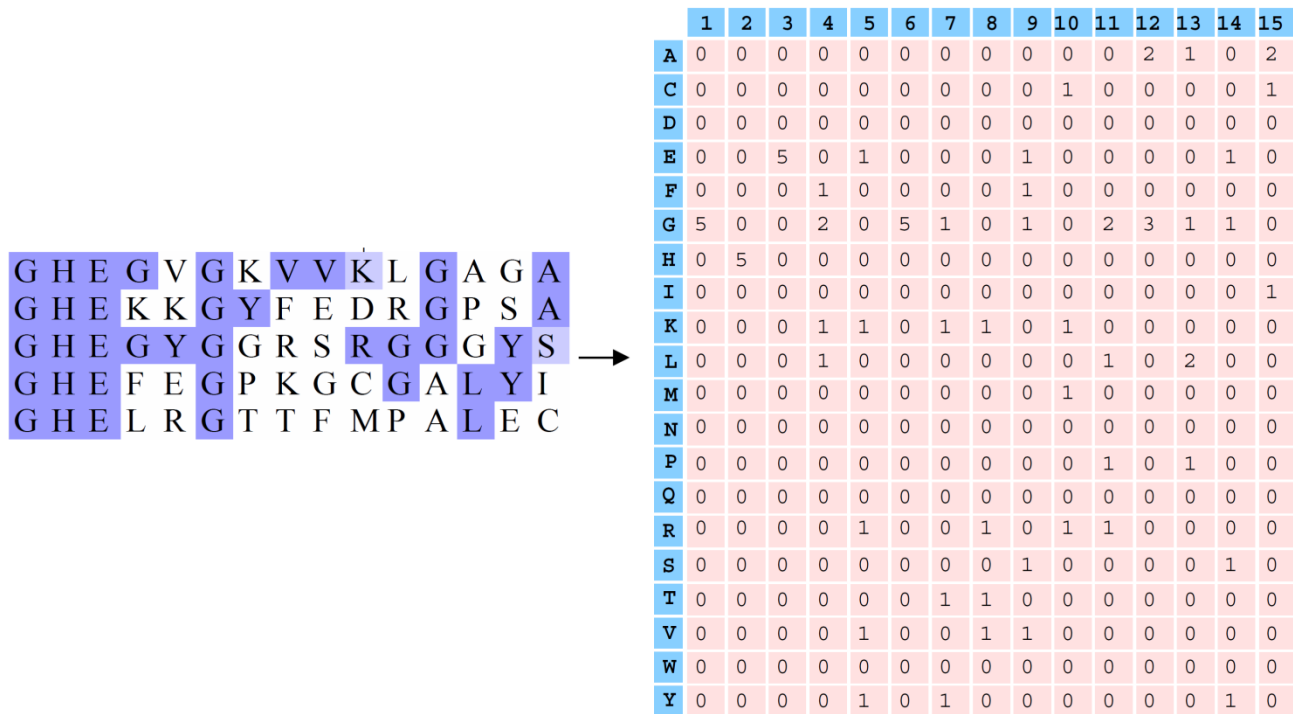 G H E G V G K V V K L G A G A
G H E K K G Y F E D R G P S A
G H E G Y G G R S R G G G Y S
G H E F E G P K G C G A L Y I
G H E L R G T T F M P A L E C
1 2 3 4 5 6 7 8 9 10 11 12 13 14 15
A 0 0 0 0 0 0 0 0 0 0 0 2 1 0 2
C 0 0 0 0 0 0 0 0 0 1 0 0 0 0 1
D 0 0 0 0 0 0 0 0 0 0 0 0 0 0 0
E 0 0 5 0 1 0 0 0 1 0 0 0 0 1 0
F 0 0 0 1 0 0 0 0 1 0 0 0 0 0 0
G 5 0 0 2 0 5 1 0 1 0 2 3 1 1 0
H 0 5 0 0 0 0 0 0 0 0 0 0 0 0 0
I 0 0 0 0 0 0 0 0 0 0 0 0 0 0 1
K 0 0 0 1 1 0 1 1 0 1 0 0 0 0 0
L 0 0 0 1 0 0 0 0 0 0 1 0 2 0 0
M 0 0 0 0 0 0 0 0 0 1 0 0 0 0 0
N 0 0 0 0 0 0 0 0 0 0 0 0 0 0 0
P 0 0 0 0 0 0 0 0 0 0 1 0 1 0 0
Q 0 0 0 0 0 0 0 0 0 0 0 0 0 0 0
R 0 0 0 0 1 0 0 1 0 1 1 0 0 0 0
S 0 0 0 0 0 0 0 0 1 0 0 0 0 1 0
T 0 0 0 0 0 0 1 1 0 0 0 0 0 0 0
V 0 0 0 0 1 0 0 1 1 0 0 0 0 0 0
W 0 0 0 0 0 0 0 0 0 0 0 0 0 0 0
Y 0 0 0 0 1 0 1 0 0 0 0 0 0 1 0